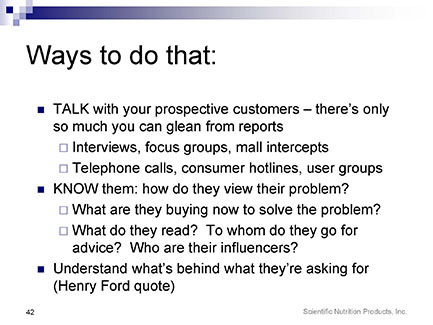 Ways to do that:
■ TALK with your prospective customers – there's only
so much you can glean from reports
□ Interviews, focus groups, mall intercepts
□ Telephone calls, consumer hotlines, user groups
■ KNOW them: how do they view their problem?
□ What are they buying now to solve the problem?
□ What do they read?  To whom do they go for
advice?  Who are their influencers?
■ Understand what's behind what they're asking for
(Henry Ford quote)
42
Scientific Nutrition Products, Inc.